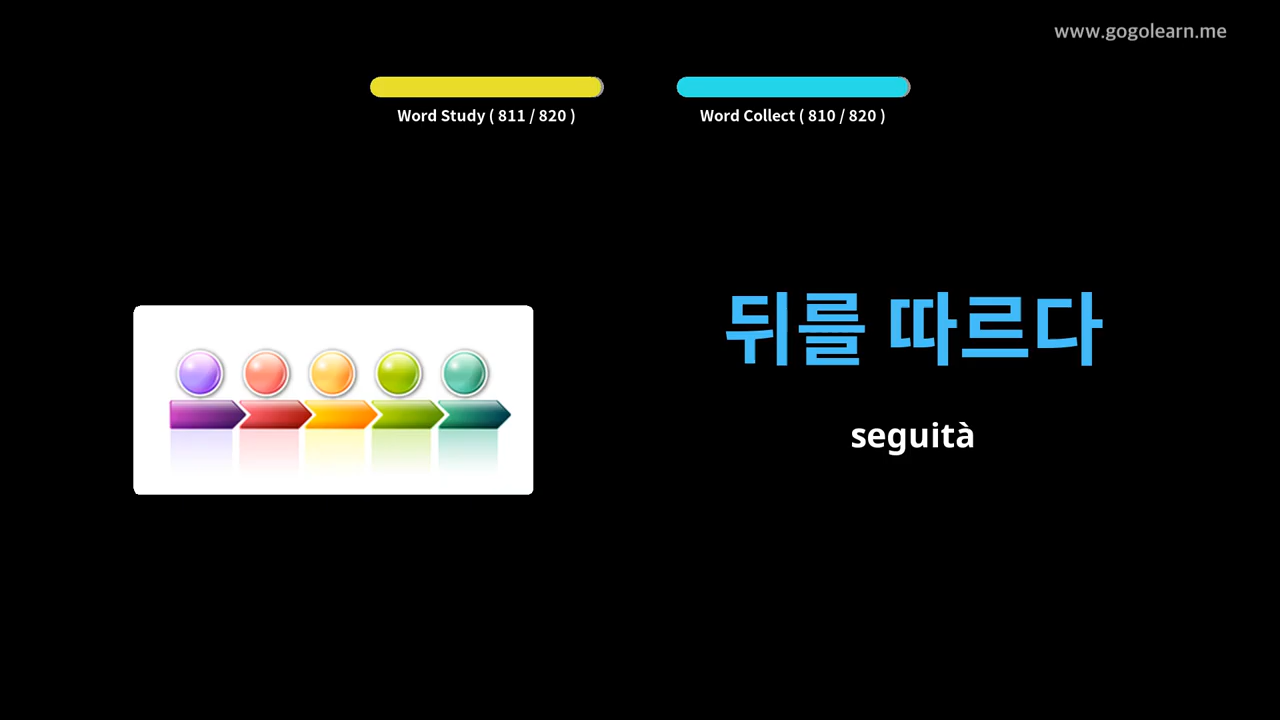 www.gogolearn.me
Word Study ( 811 / 820 )
Word Collect ( 810 / 820 )
뒤를 따르다
seguità